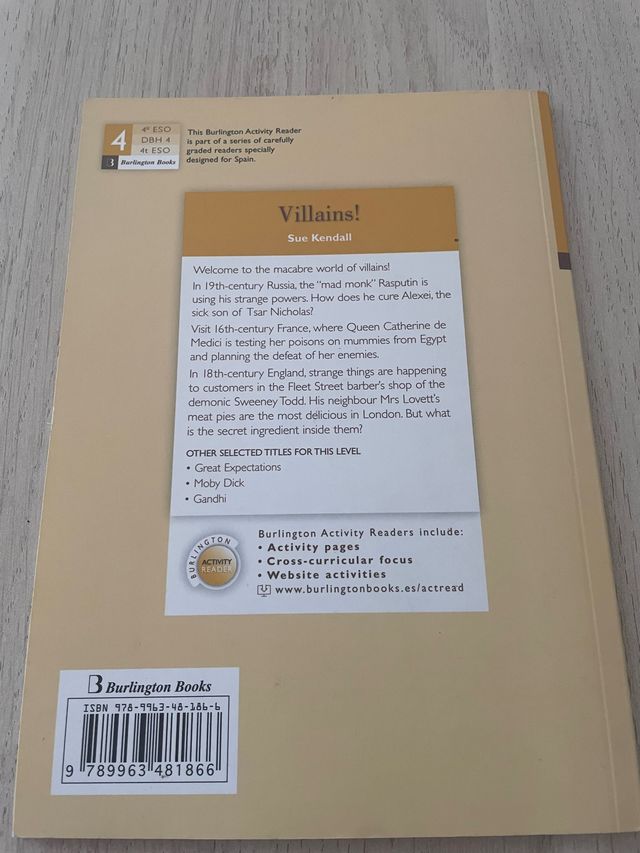 4
4º ESO
DBH 4
4t ESO
Burlington Books
This Burlington Activity Reader
is part of a series of carefully
graded readers specially
designed for Spain.
Villains!
Sue Kendall
Welcome to the macabre world of villains!
In 19th-century Russia, the “mad monk” Rasputin is
using his strange powers. How does he cure Alexei, the
sick son of Tsar Nicholas?
Visit 16th-century France, where Queen Catherine de
Medici is testing her poisons on mummies from Egypt
and planning the defeat of her enemies.
In 18th-century England, strange things are happening
to customers in the Fleet Street barber's shop of the
demonic Sweeney Todd. His neighbour Mrs Lovett's
meat pies are the most delicious in London. But what
is the secret ingredient inside them?
OTHER SELECTED TITLES FOR THIS LEVEL
• Great Expectations
• Moby Dick
• Gandhi
BURLINGTON
ACTIVITY
READER
Burlington Activity Readers include:
• Activity pages
• Cross-curricular focus
• Website activities
www.burlingtonbooks.es/actread
B Burlington Books
ISBN 978-9963-48-186-6
9 789963 481866